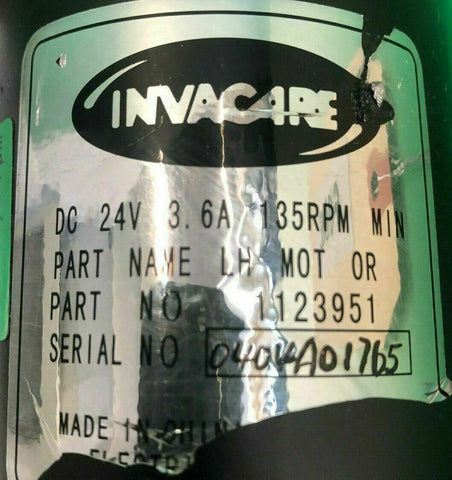 INVACARE
DC 24V 3.6A 135RPM MIN
PART NAME LH MOT OR
PART NO 1123951
SERIAL NO 0404A01765
MADE IN CHIN